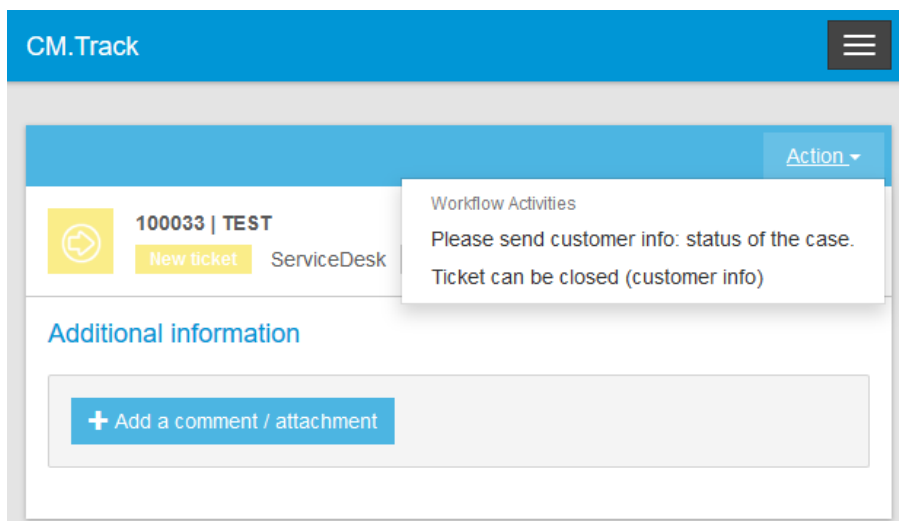 CM.Track
Action
Workflow Activities
Please send customer info: status of the case.
Ticket can be closed (customer info)
100033 | TEST
New ticket ServiceDesk
Additional information
Add a comment / attachment